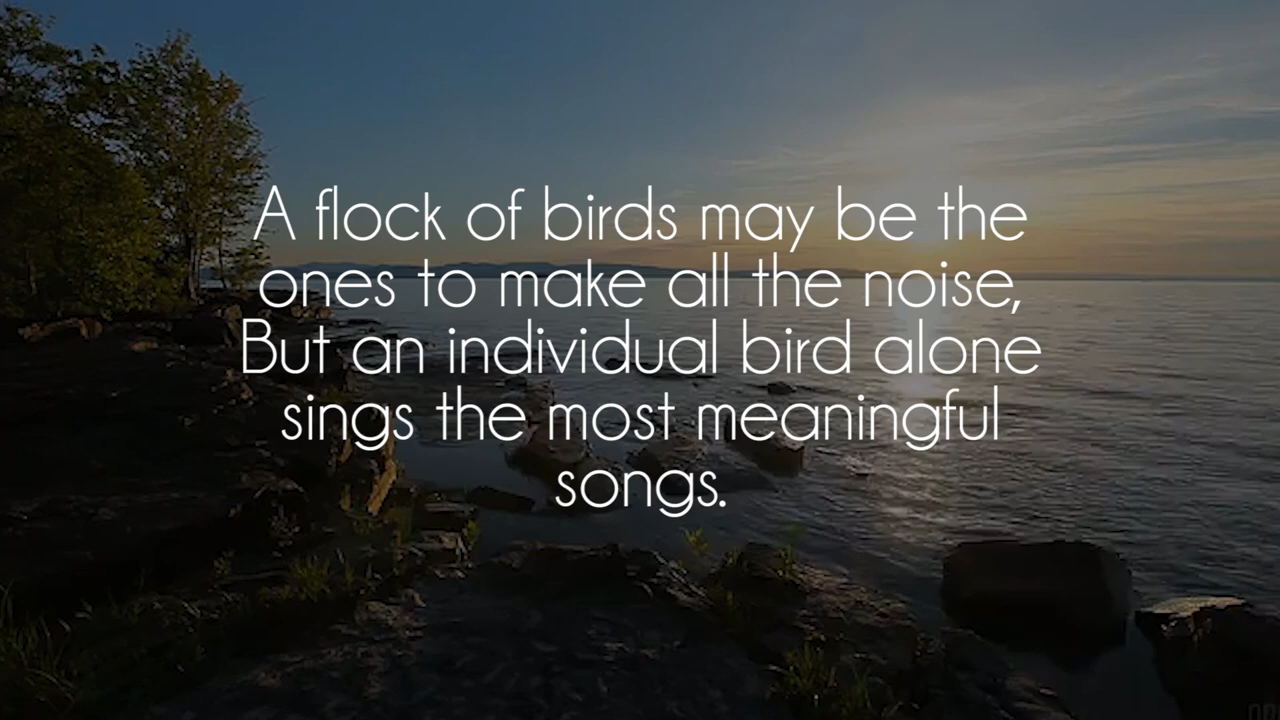 A flock of birds may be the
ones to make all the noise,
But an individual bird alone
sings the most meaningful
songs.